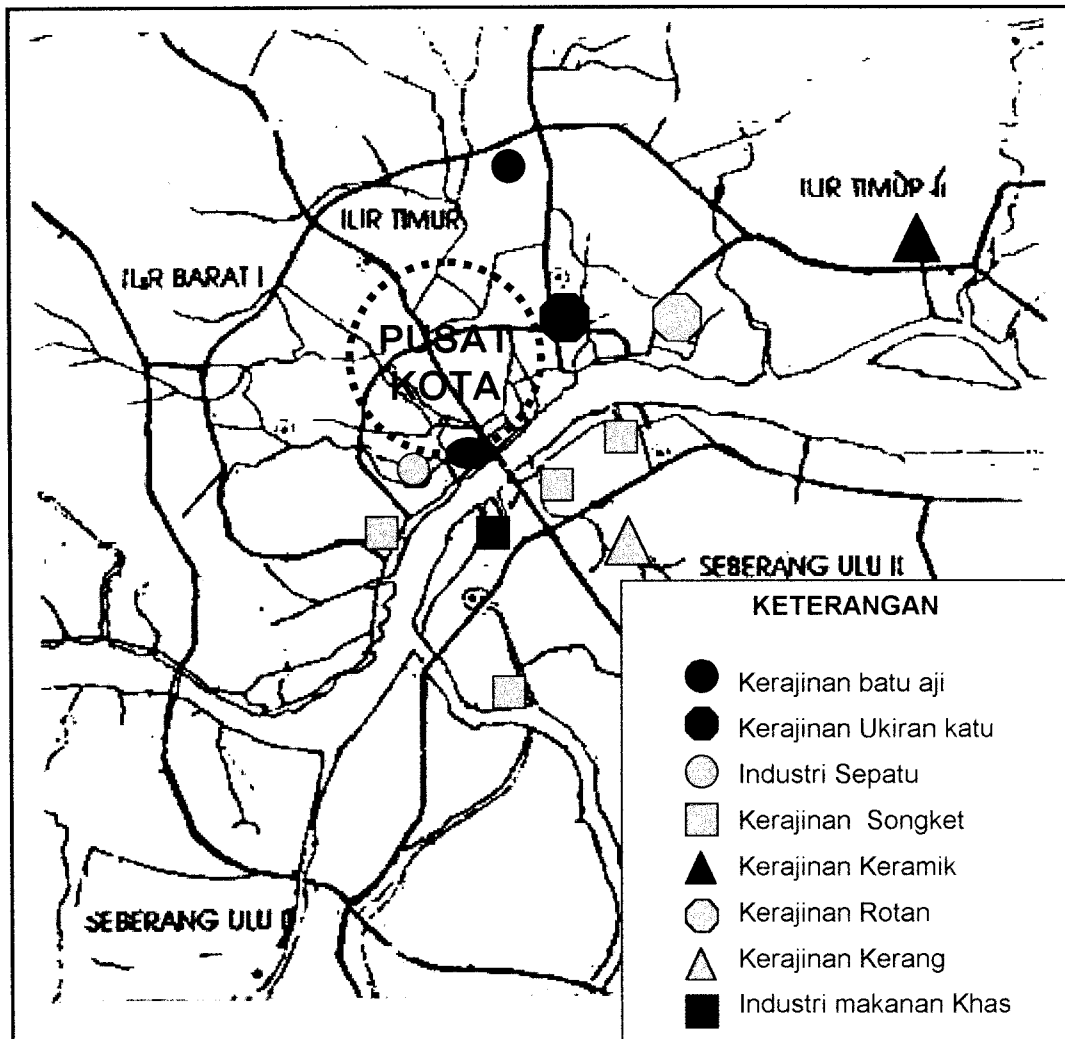 ILIR TIMUP II
ILIR TIMUR
ILIR BARAT I
PUSAT
KOTA
SEBERANG ULU II
SEBERANG ULU
KETERANGAN
Kerajinan batu aji
Kerajinan Ukiran katu
Industri Sepatu
Kerajinan Songket
Kerajinan Keramik
Kerajinan Rotan
Kerajinan Kerang
Industri makanan Khas